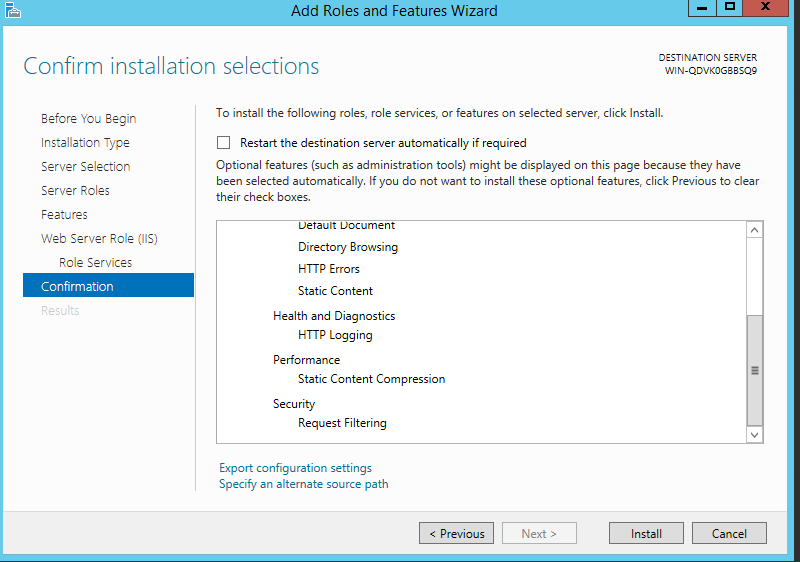 Add Roles and Features Wizard
Confirm installation selections
DESTINATION SERVER
WIN-QDVK0GBBSQ9
Before You Begin
Installation Type
Server Selection
Server Roles
Features
Web Server Role (IIS)
Role Services
Confirmation
Results
To install the following roles, role services, or features on selected server, click Install.
Restart the destination server automatically if required
Optional features (such as administration tools) might be displayed on this page because they have
been selected automatically. If you do not want to install these optional features, click Previous to clear
their check boxes.
Default Document
Directory Browsing
HTTP Errors
Static Content
Health and Diagnostics
HTTP Logging
Performance
Static Content Compression
Security
Request Filtering
Export configuration settings
Specify an alternate source path
< Previous
Next >
Install
Cancel